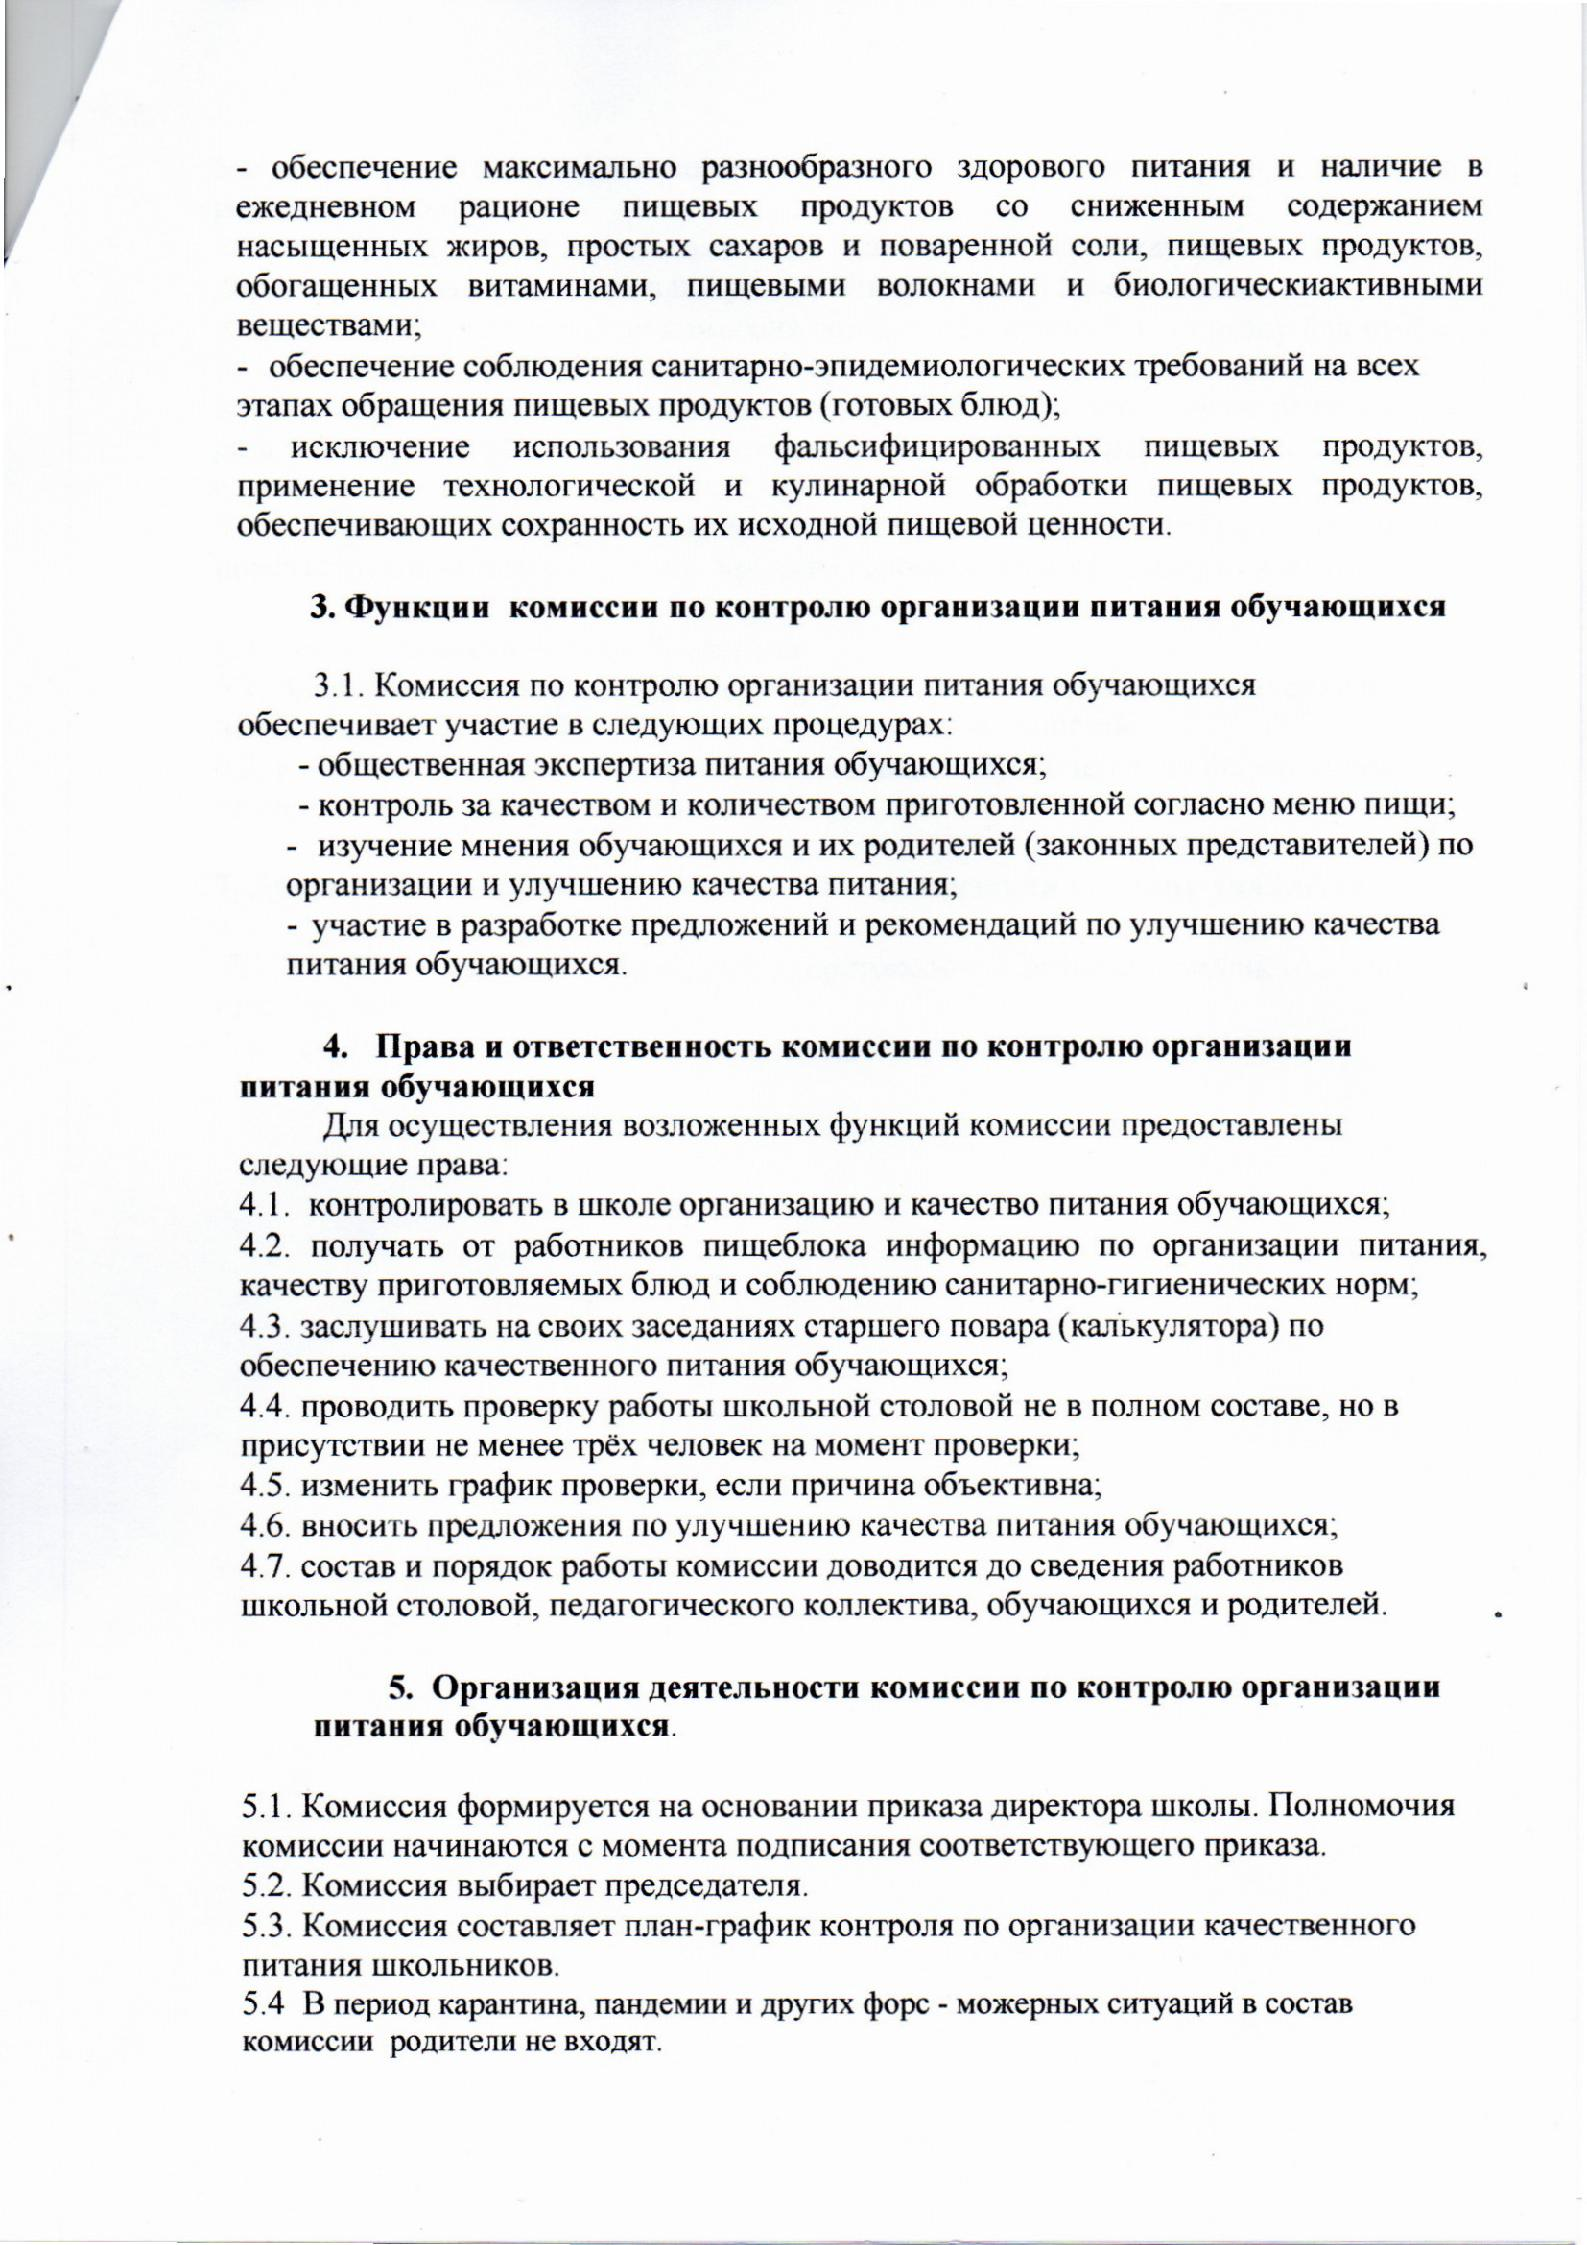 - обеспечение максимально разнообразного здорового питания и наличие в
ежедневном рационе пищевых продуктов со сниженным содержанием
насыщенных жиров, простых сахаров и поваренной соли, пищевых продуктов,
обогащенных витаминами, пищевыми волокнами и биологическиактивными
веществами;
- обеспечение соблюдения санитарно-эпидемиологических требований на всех
этапах обращения пищевых продуктов (готовых блюд);
- исключение использования фальсифицированных пищевых продуктов,
применение технологической и кулинарной обработки пищевых продуктов,
обеспечивающих сохранность их исходной пищевой ценности.
3. Функции комиссии по контролю организации питания обучающихся
3.1. Комиссия по контролю организации питания обучающихся
обеспечивает участие в следующих процедурах:
- общественная экспертиза питания обучающихся;
- контроль за качеством и количеством приготовленной согласно меню пищи;
- изучение мнения обучающихся и их родителей (законных представителей) по
организации и улучшению качества питания;
- участие в разработке предложений и рекомендаций по улучшению качества
питания обучающихся.
4. Права и ответственность комиссии по контролю организации
питания обучающихся
Для осуществления возложенных функций комиссии предоставлены
следующие права:
4.1. контролировать в школе организацию и качество питания обучающихся;
4.2. получать от работников пищеблока информацию по организации питания,
качеству приготовляемых блюд и соблюдению санитарно-гигиенических норм;
4.3. заслушивать на своих заседаниях старшего повара (калькулятора) по
обеспечению качественного питания обучающихся;
4.4. проводить проверку работы школьной столовой не в полном составе, но в
присутствии не менее трёх человек на момент проверки;
4.5. изменить график проверки, если причина объективна;
4.6. вносить предложения по улучшению качества питания обучающихся;
4.7. состав и порядок работы комиссии доводится до сведения работников
школьной столовой, педагогического коллектива, обучающихся и родителей.
5. Организация деятельности комиссии по контролю организации
питания обучающихся.
5.1. Комиссия формируется на основании приказа директора школы. Полномочия
комиссии начинаются с момента подписания соответствующего приказа.
5.2. Комиссия выбирает председателя.
5.3. Комиссия составляет план-график контроля по организации качественного
питания школьников.
5.4 В период карантина, пандемии и других форс - можерных ситуаций в состав
комиссии родители не входят.